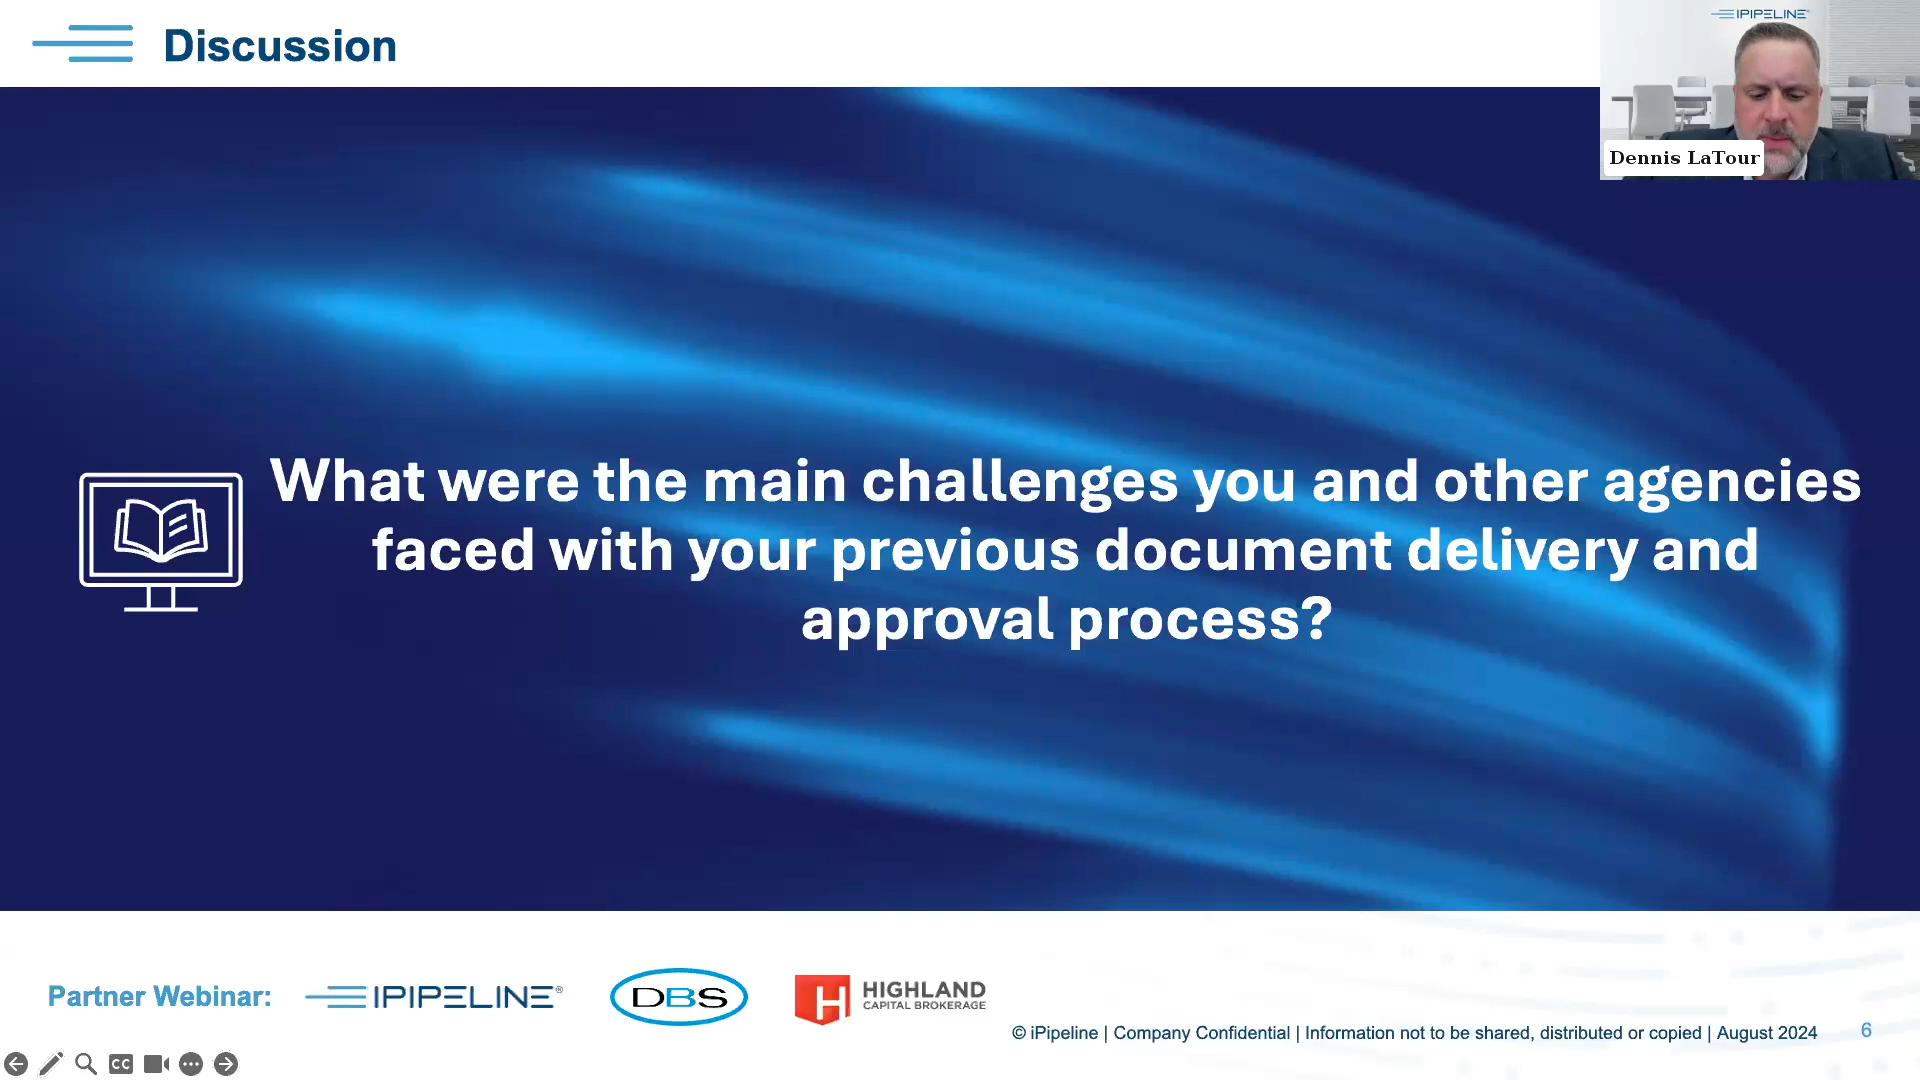 Discussion
IPIPELINE®
Dennis LaTour
What were the main challenges you and other agencies
faced with your previous document delivery and
approval process?
Partner Webinar:
IPIPELINE®
DBS
H
HIGHLAND
CAPITAL BROKERAGE
© iPipeline | Company Confidential | Information not to be shared, distributed or copied | August 2024
6
CC